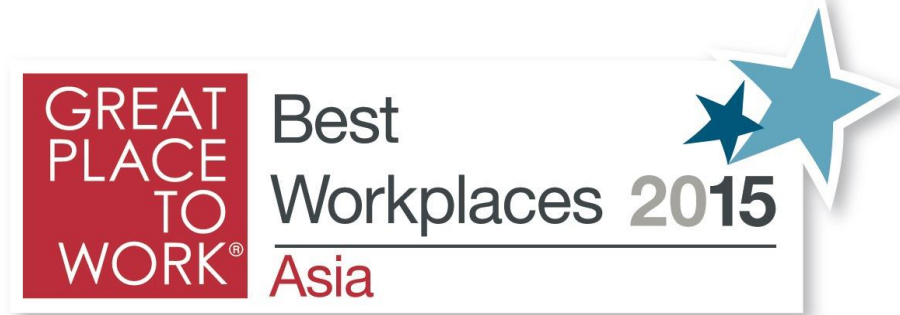 GREAT
PLACE
TO
WORK®
Best
Workplaces 2015
Asia